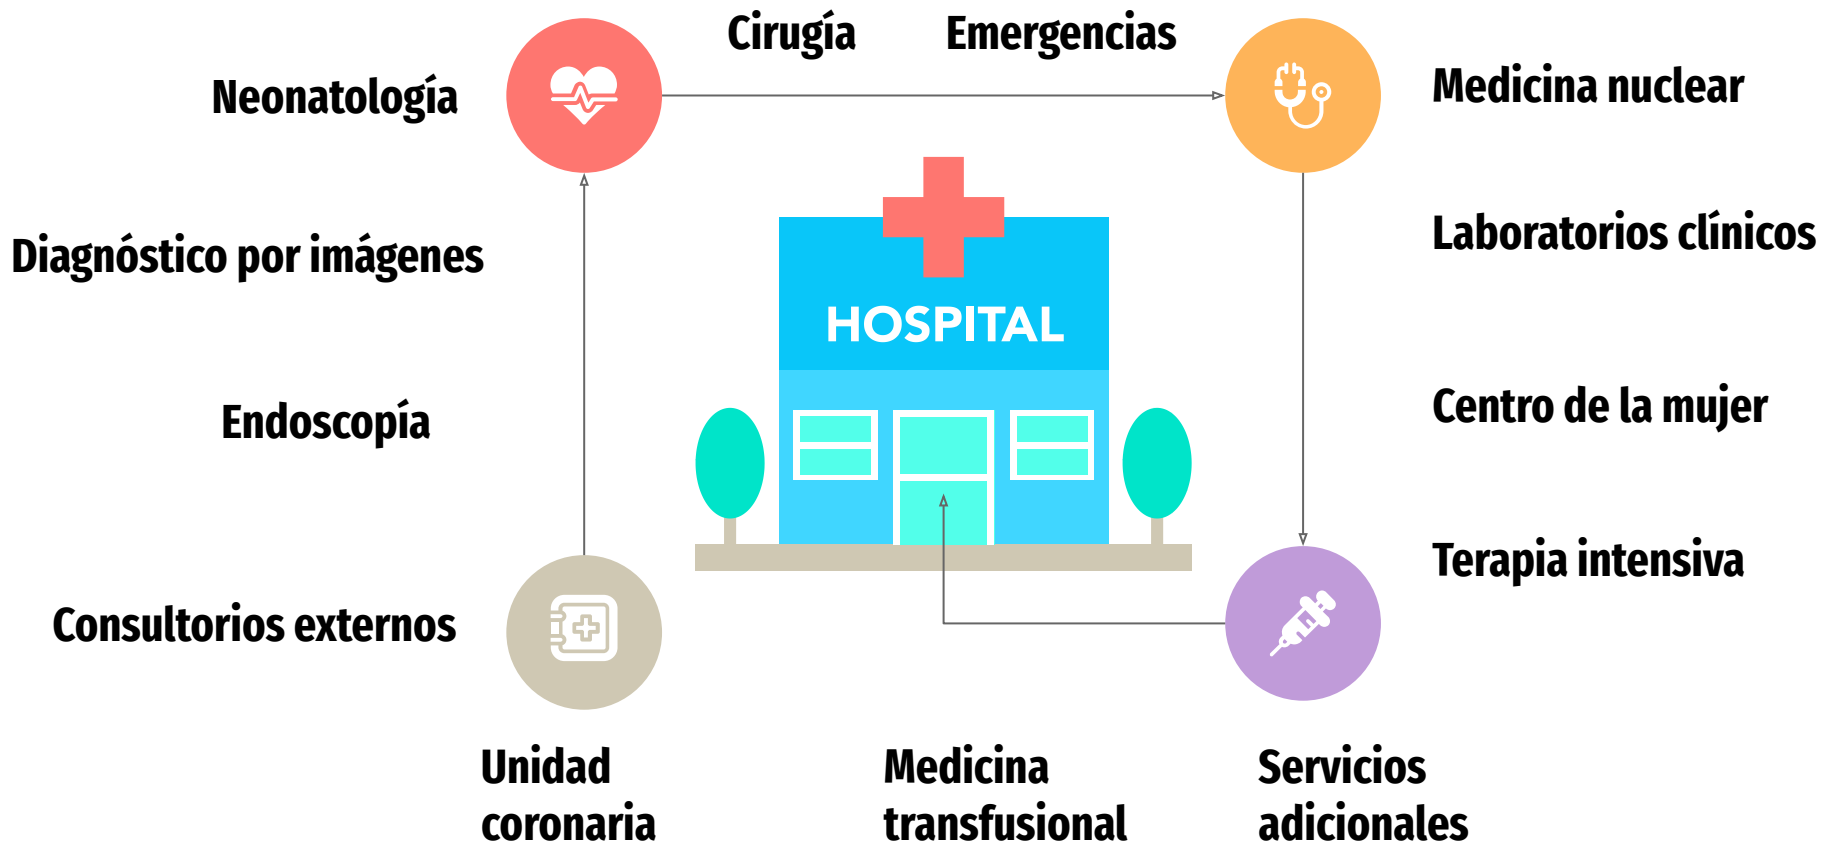 Cirugía
Emergencias
Neonatología
Medicina nuclear
Diagnóstico por imágenes
Laboratorios clínicos
HOSPITAL
Endoscopía
Centro de la mujer
Terapia intensiva
Consultorios externos
Unidad
coronaria
Medicina
transfusional
Servicios
adicionales